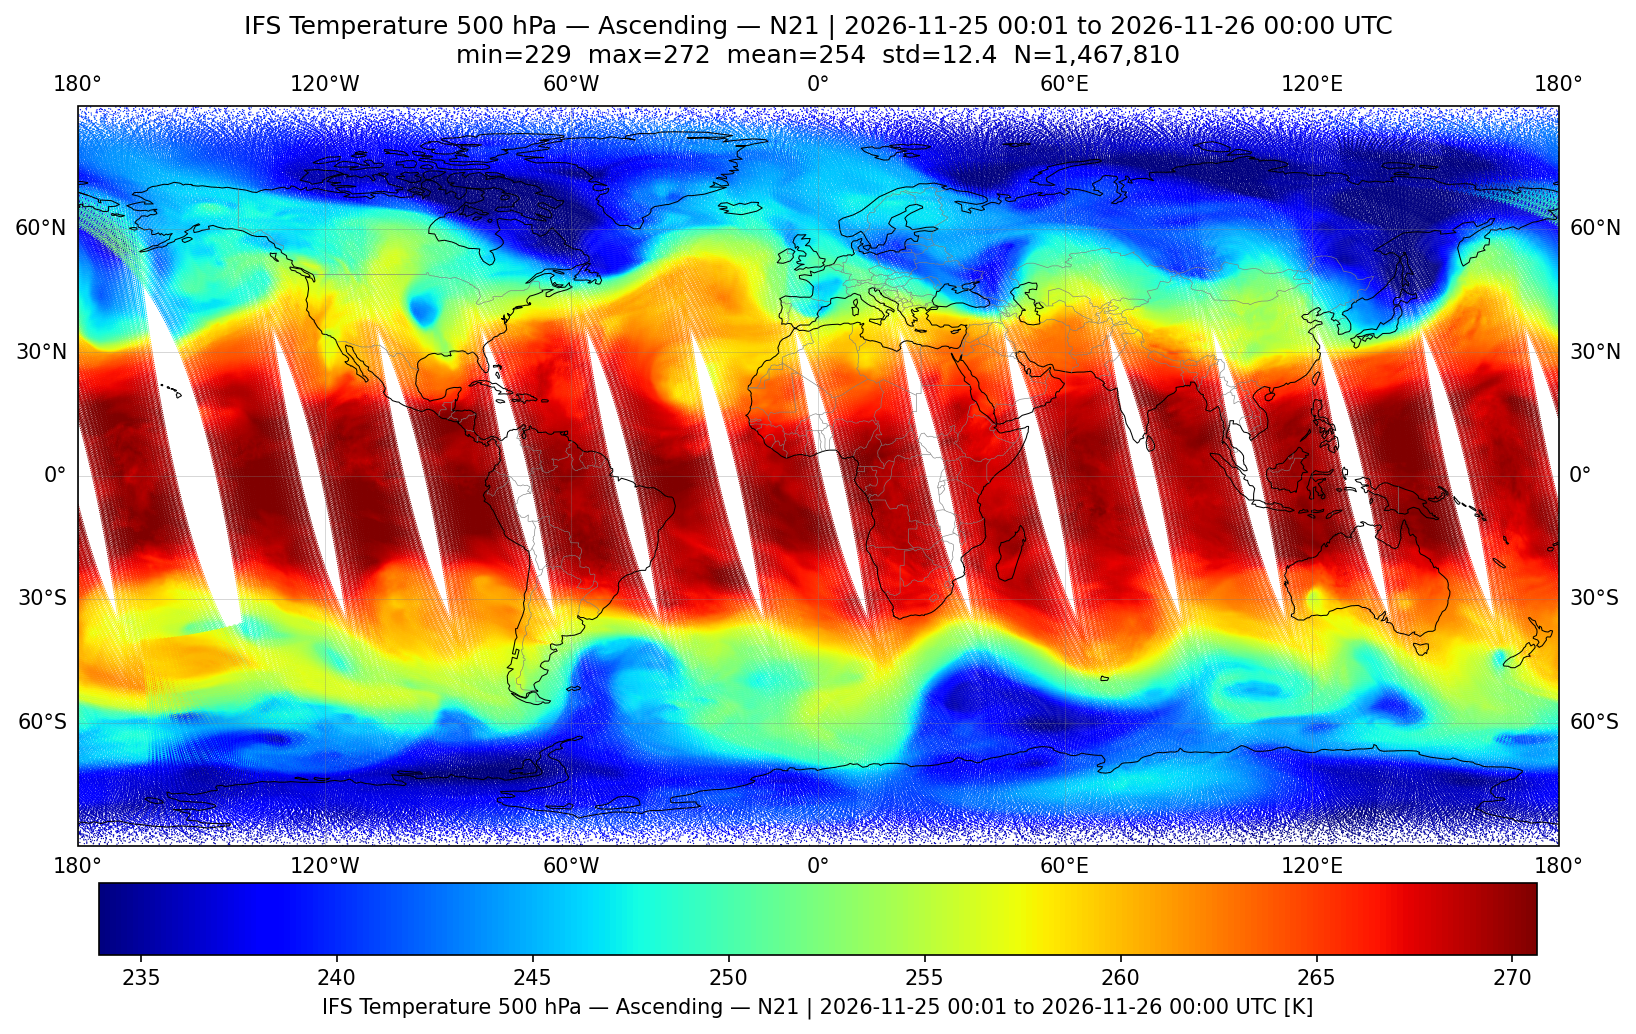 IFS Temperature 500 hPa — Ascending — N21 | 2026-11-25 00:01 to 2026-11-26 00:00 UTC
min=229  max=272  mean=254  std=12.4  N=1,467,810
180° 120°W 60°W 0° 60°E 120°E 180°
60°N 60°N
30°N 30°N
0° 0°
30°S 30°S
60°S 60°S
180° 120°W 60°W 0° 60°E 120°E 180°
235 240 245 250 255 260 265 270
IFS Temperature 500 hPa — Ascending — N21 | 2026-11-25 00:01 to 2026-11-26 00:00 UTC [K]